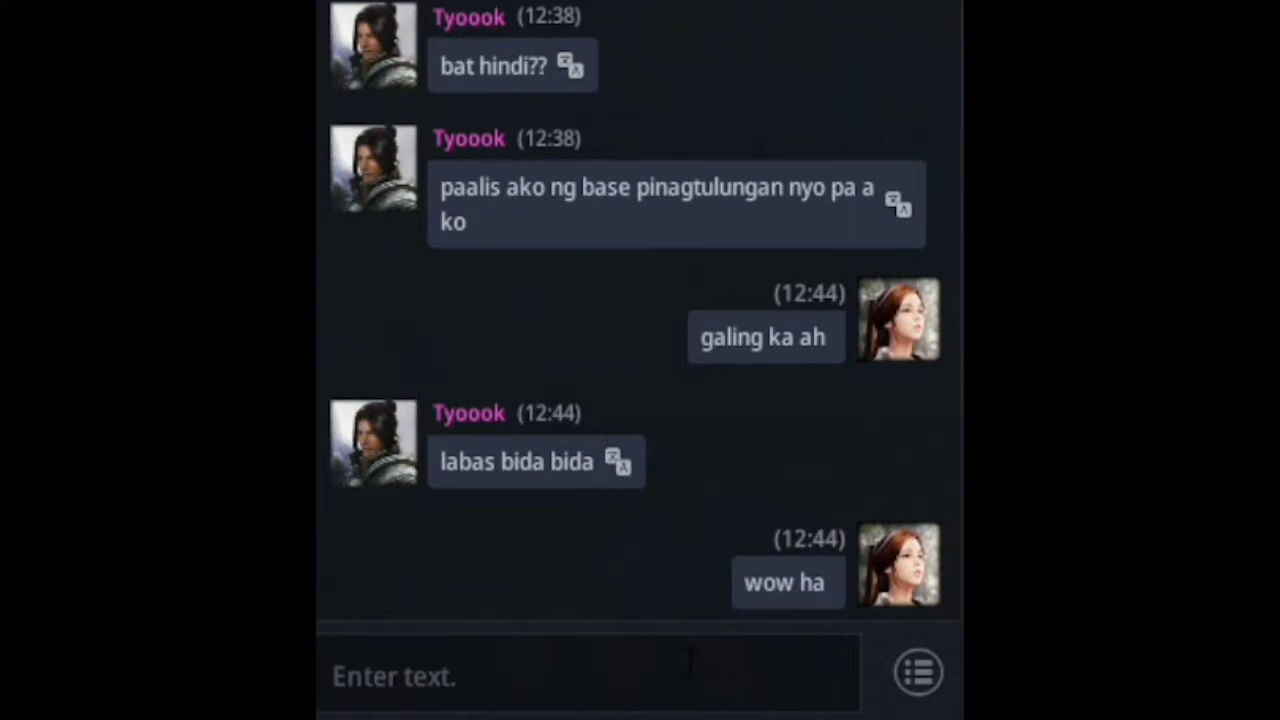 Tyoook (12:38)
bat hindi??
Tyoook (12:38)
paalis ako ng base pinagtulungan nyo pa a
ko
(12:44)
galing ka ah
Tyoook (12:44)
labas bida bida
(12:44)
wow ha
Enter text.